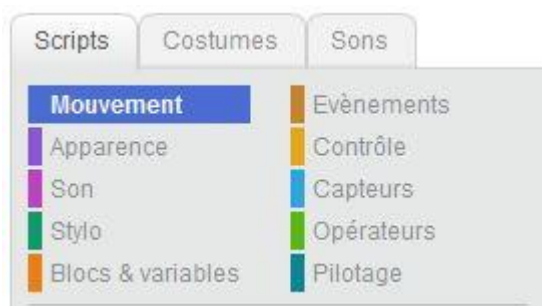 Scripts Costumes Sons
Mouvement Evènements
Apparence Contrôle
Son Capteurs
Stylo Opérateurs
Blocs & variables Pilotage